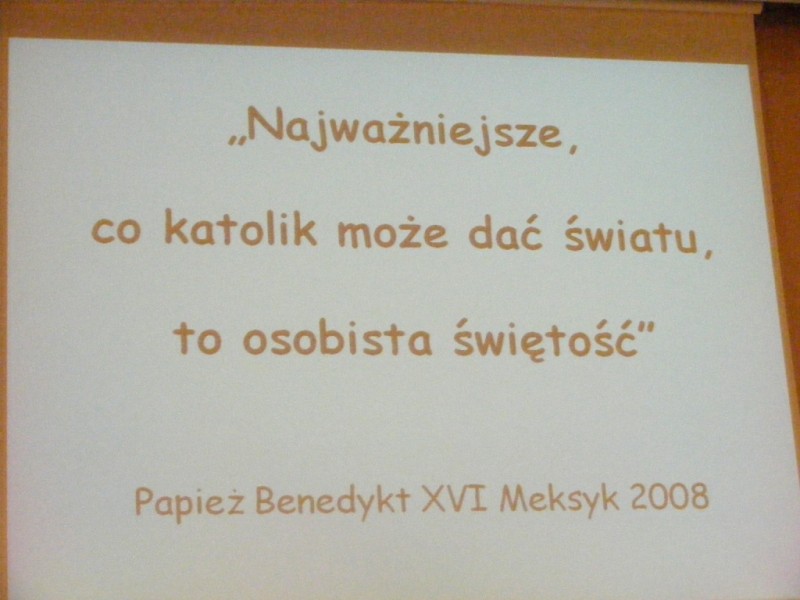 „Najważniejsze,
co katolik może dać światu,
to osobista świętość”
Papież Benedykt XVI Meksyk 2008